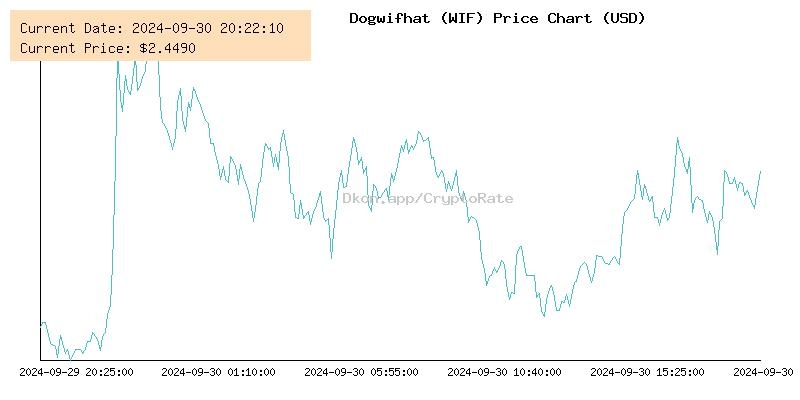 Dogwifhat (WIF) Price Chart (USD)
Current Date: 2024-09-30 20:22:10
Current Price: $2.4490
Dkqn.app/CryptoRate
2024-09-29 20:25:00 2024-09-30 01:10:00 2024-09-30 05:55:00 2024-09-30 10:40:00 2024-09-30 15:25:00 2024-09-30